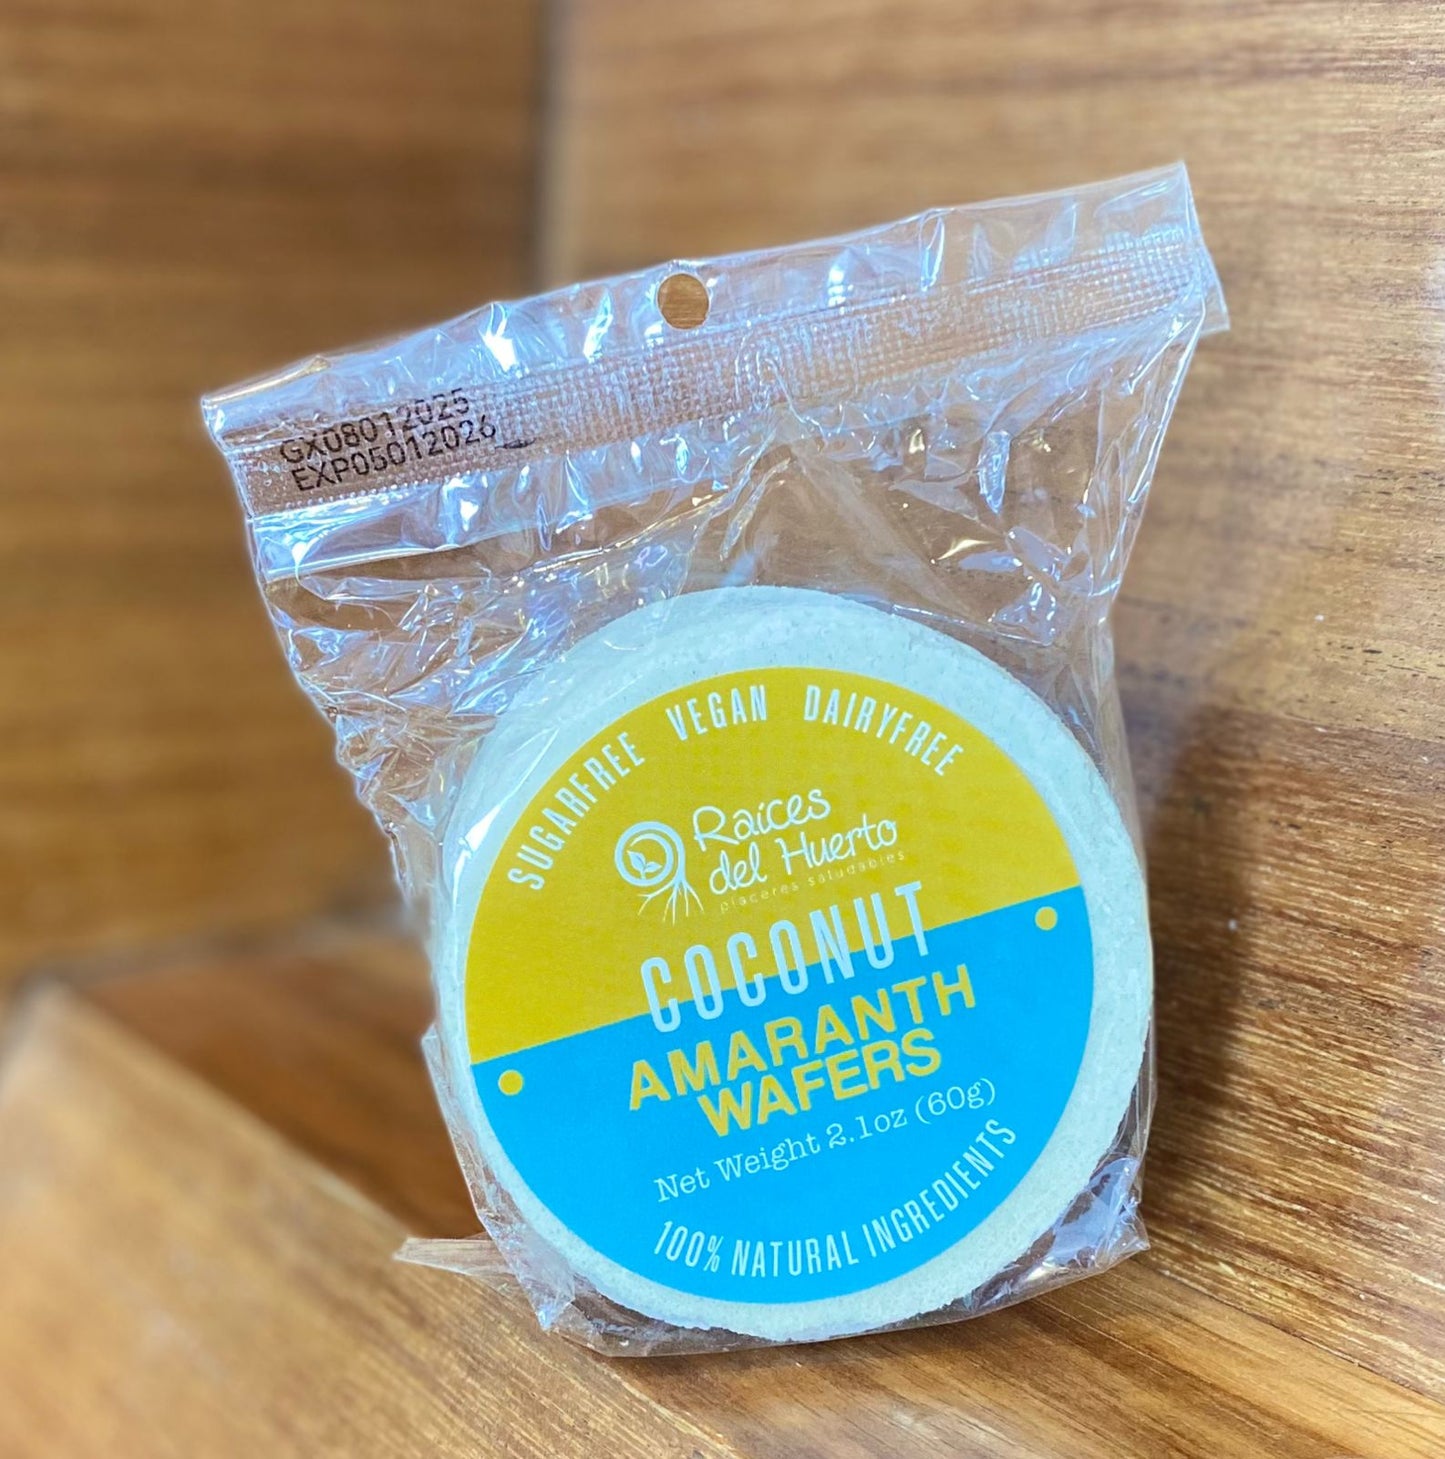 GX08012025
EXP05012026
SUGARFREE VEGAN DAIRYFREE
Raíces
del Huerto
placeres saludables
COCONUT
AMARANTH
WAFERS
Net Weight 2.1oz (60g)
100% NATURAL INGREDIENTS